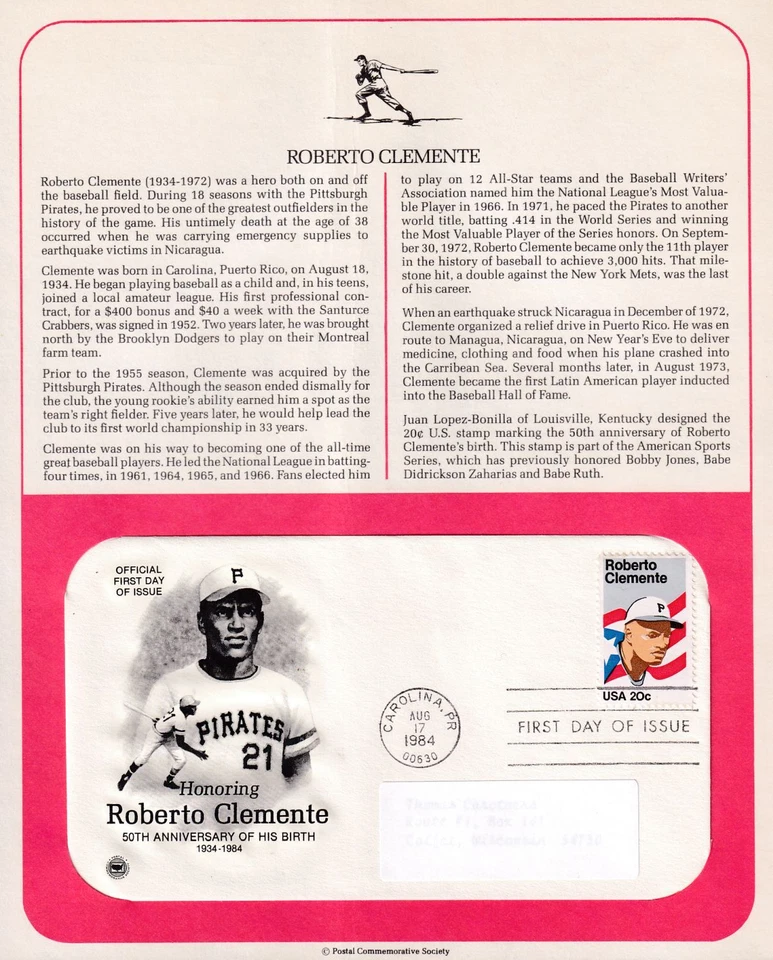 ROBERTO CLEMENTE
Roberto Clemente (1934-1972) was a hero both on and off
the baseball field. During 18 seasons with the Pittsburgh
Pirates, he proved to be one of the greatest outfielders in the
history of the game. His untimely death at the age of 38
occurred when he was carrying emergency supplies to
earthquake victims in Nicaragua.
Clemente was born in Carolina, Puerto Rico, on August 18,
1934. He began playing baseball as a child and, in his teens,
joined a local amateur league. His first professional con-
tract, for a $400 bonus and $40 a week with the Santurce
Crabbers, was signed in 1952. Two years later, he was brought
north by the Brooklyn Dodgers to play on their Montreal
farm team.
Prior to the 1955 season, Clemente was acquired by the
Pittsburgh Pirates. Although the season ended dismally for
the club, the young rookie's ability earned him a spot as the
team's right fielder. Five years later, he would help lead the
club to its first world championship in 33 years.
Clemente was on his way to becoming one of the all-time
great baseball players. He led the National League in batting-
four times, in 1961, 1964, 1965, and 1966. Fans elected him
to play on 12 All-Star teams and the Baseball Writers'
Association named him the National League's Most Valua-
ble Player in 1966. In 1971, he paced the Pirates to another
world title, batting .414 in the World Series and winning
the Most Valuable Player of the Series honors. On Septem-
ber 30, 1972, Roberto Clemente became only the 11th player
in the history of baseball to achieve 3,000 hits. That mile-
stone hit, a double against the New York Mets, was the last
of his career.
When an earthquake struck Nicaragua in December of 1972,
Clemente organized a relief drive in Puerto Rico. He was en
route to Managua, Nicaragua, on New Year's Eve to deliver
medicine, clothing and food when his plane crashed into
the Carribean Sea. Several months later, in August 1973,
Clemente became the first Latin American player inducted
into the Baseball Hall of Fame.
Juan Lopez-Bonilla of Louisville, Kentucky designed the
20¢ U.S. stamp marking the 50th anniversary of Roberto
Clemente's birth. This stamp is part of the American Sports
Series, which has previously honored Bobby Jones, Babe
Didrickson Zaharias and Babe Ruth.
OFFICIAL
FIRST DAY
OF ISSUE
P
PIRATES
21
Honoring
Roberto Clemente
50TH ANNIVERSARY OF HIS BIRTH
1934-1984
CAROLINA, PR
AUG
17
1984
00630
Roberto
Clemente
P
USA 20c
FIRST DAY OF ISSUE
© Postal Commemorative Society